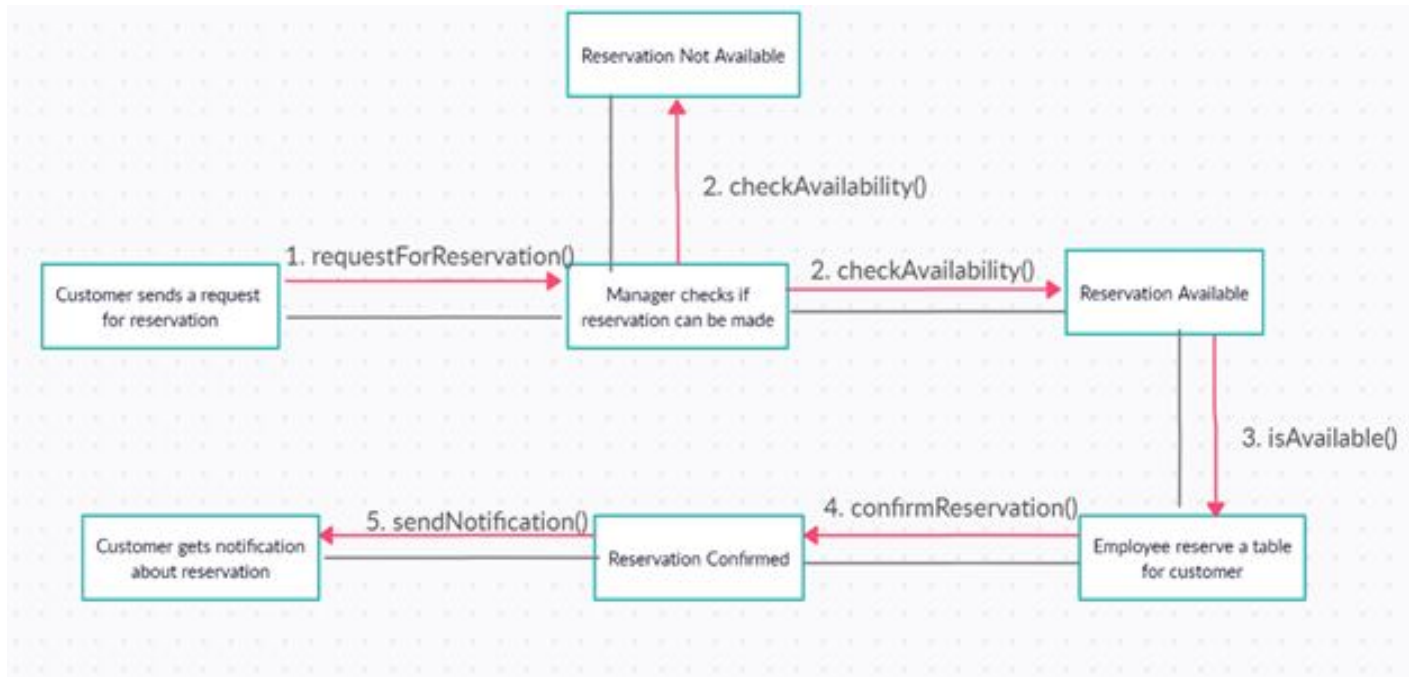 Reservation Not Available
2. checkAvailability()
1. requestForReservation()
2. checkAvailability()
Customer sends a request
for reservation
Manager checks if
reservation can be made
Reservation Available
3. isAvailable()
4. confirmReservation()
5. sendNotification()
Customer gets notification
about reservation
Reservation Confirmed
Employee reserve a table
for customer